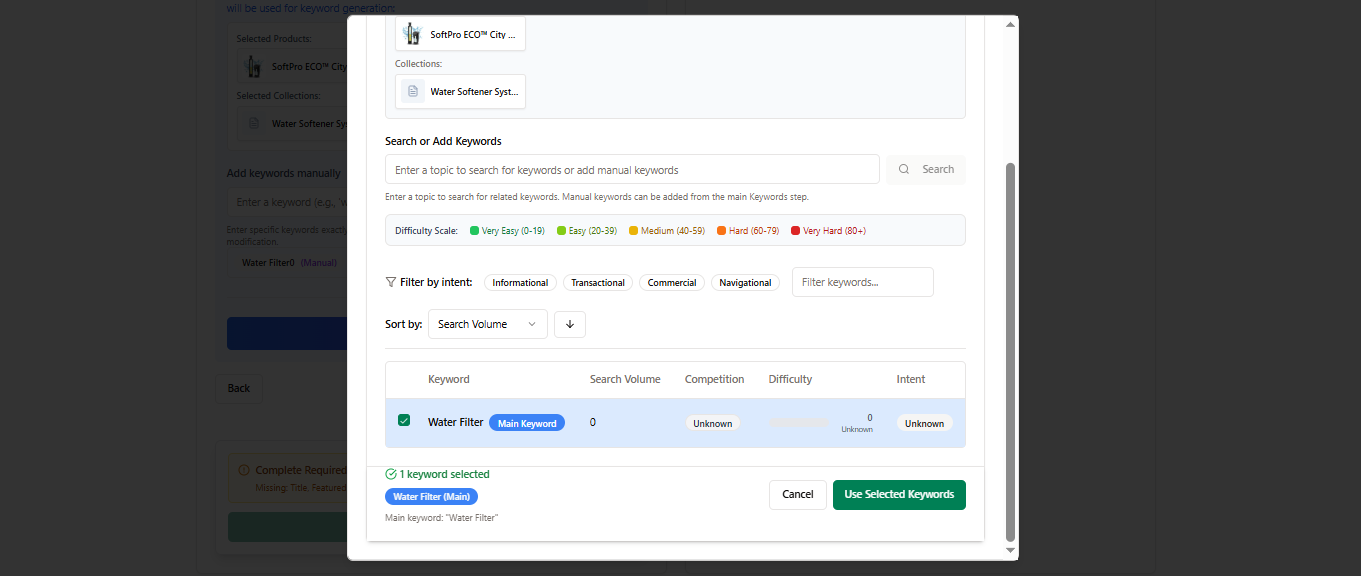 will be used for keyword generation:
Selected Products:
SoftPro ECO™ City
Selected Collections:
Water Softener Sys
Add keywords manually
Enter a keyword (e.g., 'w
Enter specific keywords exactly
modification.
Water Filter0 (Manual)
Back
Complete Required
Missing: Title, Featured
SoftPro ECO™ City ...
Collections:
Water Softener Syst...
Search or Add Keywords
Enter a topic to search for keywords or add manual keywords
Search
Enter a topic to search for related keywords. Manual keywords can be added from the main Keywords step.
Difficulty Scale: Very Easy (0-19) Easy (20-39) Medium (40-59) Hard (60-79) Very Hard (80+)
Filter by intent: Informational Transactional Commercial Navigational Filter keywords...
Sort by: Search Volume
Keyword Search Volume Competition Difficulty Intent
Water Filter Main Keyword 0 Unknown 0 Unknown Unknown
1 keyword selected
Water Filter (Main)
Main keyword: "Water Filter"
Cancel
Use Selected Keywords